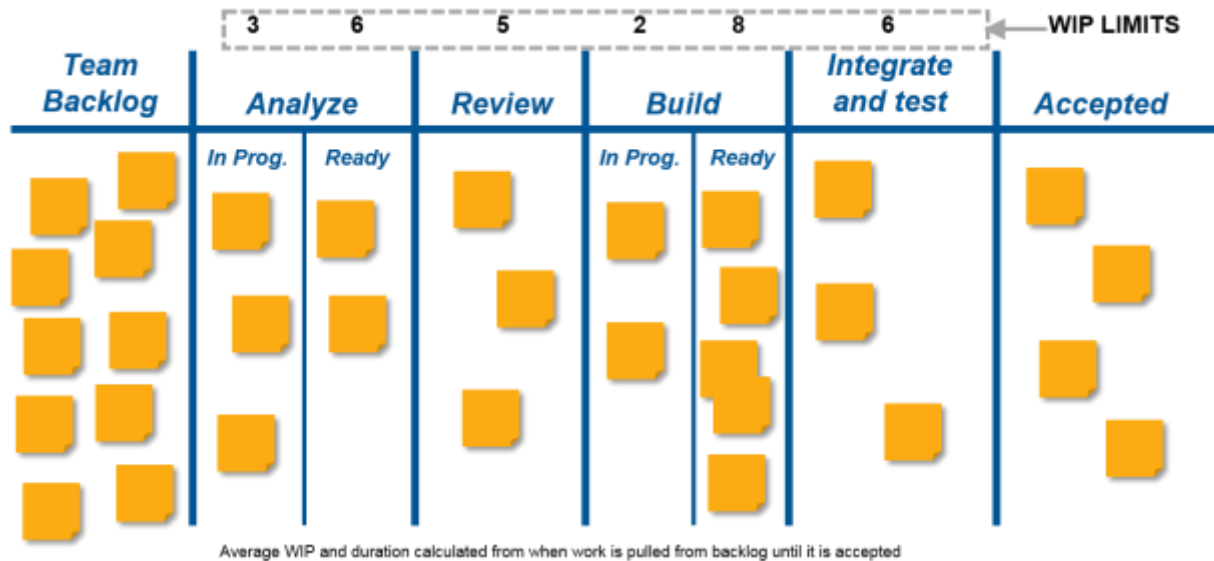 3 6 5 2 8 6 WIP LIMITS
Team
Backlog
Analyze
Review
Build
Integrate
and test
Accepted
In Prog.
Ready
In Prog.
Ready
Average WIP and duration calculated from when work is pulled from backlog until it is accepted